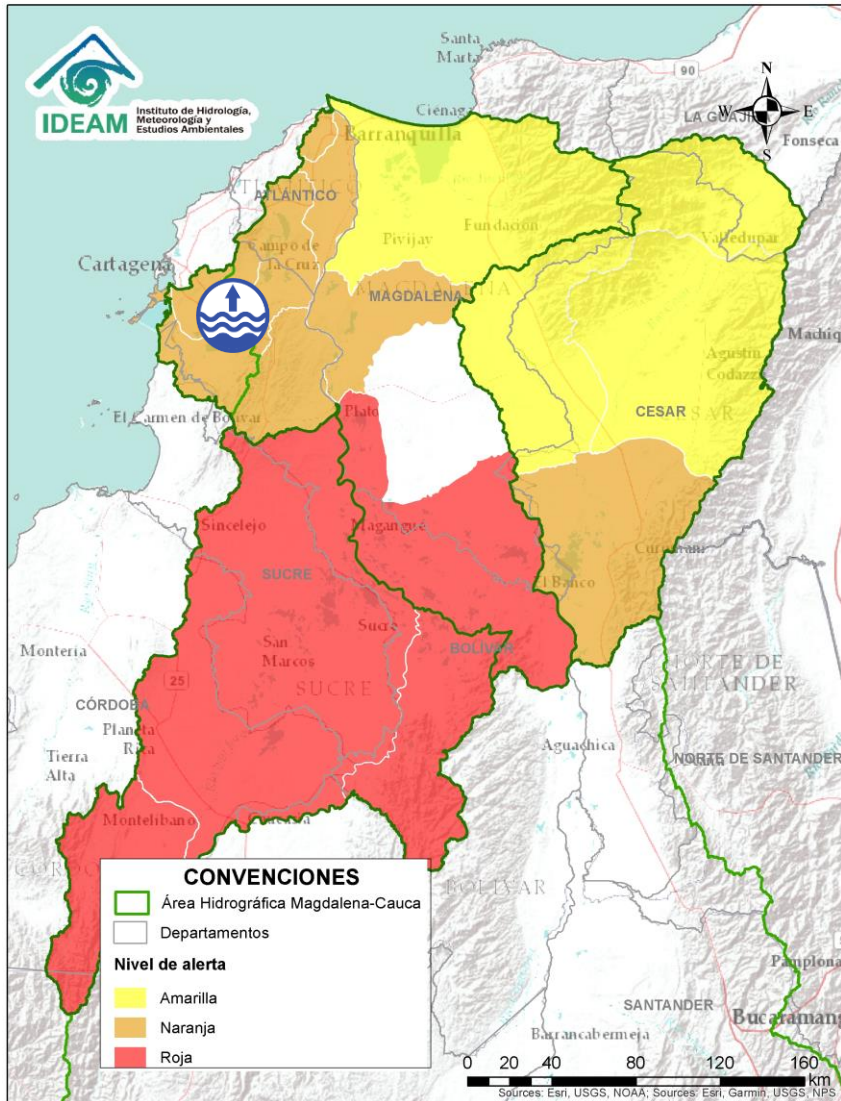 IDEAM
Instituto de Hidrología,
Meteorología y
Estudios Ambientales
Santa
Marta
90
N
W
E
S
LA GUAJI
Fonseca
Ciénaga
Barranquilla
ATLÁNTICO
Cartagena
Campo de
la Cruz
Pivijay
Fundación
Valledupar
MAGDALENA
Machiq
Agustín
Codazzi
CESAR
El Carmen de Bolívar
Plato
Sincelejo
Magangué
Curumaní
El Banco
SUCRE
Sucre
BOLÍVAR
San
Marcos
SUCRE
Montería
25
CÓRDOBA
Planeta
Rica
Tierra
Alta
NORTE DE
SANTANDER
Aguachica
NORTE DE SANTANDER
Montelíbano
BOLÍVAR
CONVENCIONES
Área Hidrográfica Magdalena-Cauca
Departamentos
Nivel de alerta
Amarilla
Naranja
Roja
Pamplona
SANTANDER
Bucaramang
Barrancabermeja
0 20 40 80 120 160
km
Sources: Esri, USGS, NOAA; Sources: Esri, Garmin, USGS, NPS